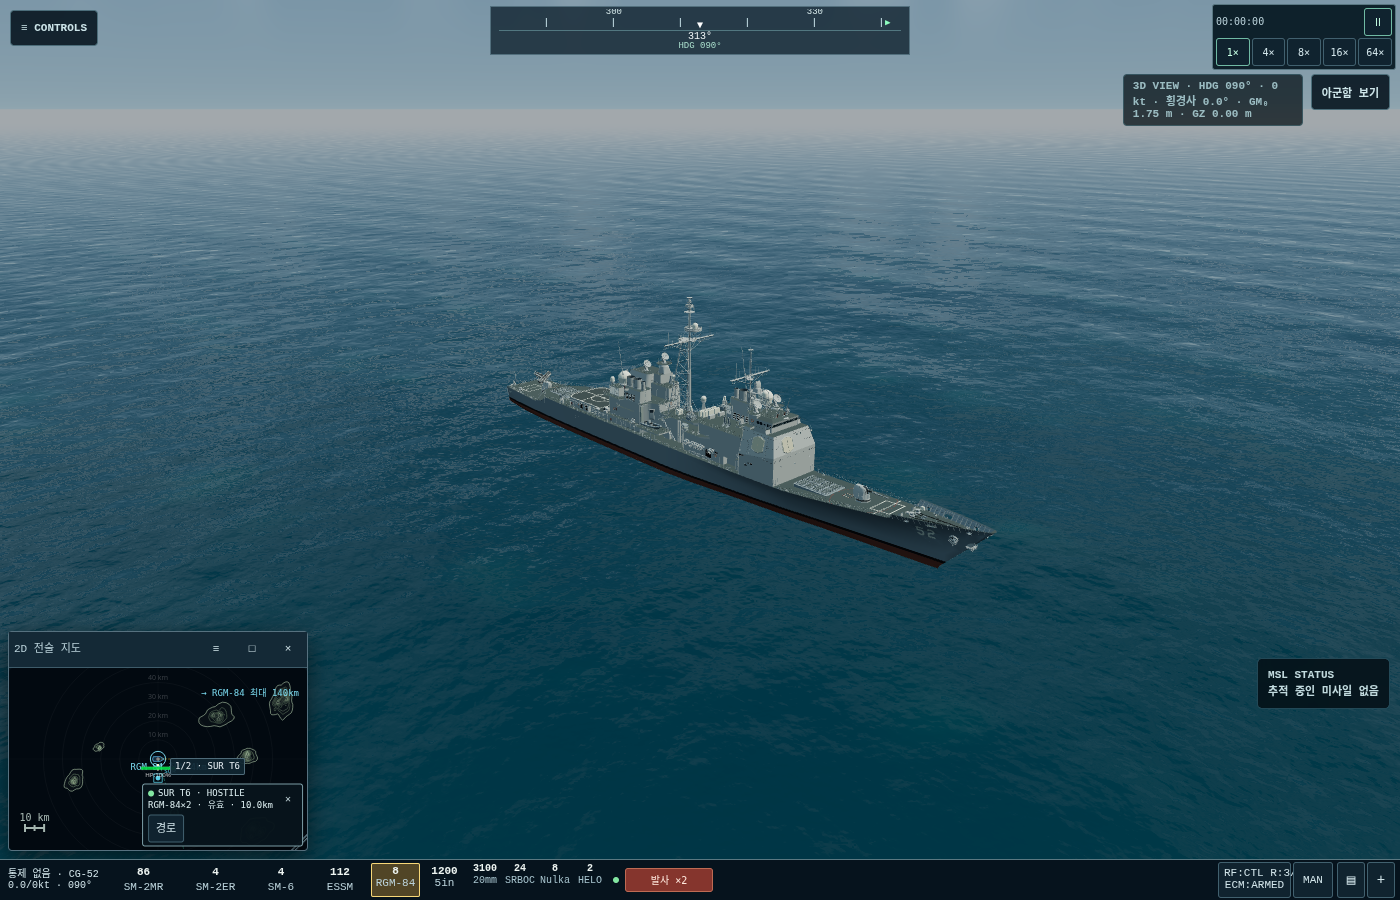 ≡ CONTROLS
300 330
313°
HDG 090°
00:00:00
1× 4× 8× 16× 64×
3D VIEW · HDG 090° · 0
kt · 횡경사 0.0° · GM₀
1.75 m · GZ 0.00 m
아군함 보기
52
MSL STATUS
추적 중인 미사일 없음
2D 전술 지도
40 km
→ RGM-84 최대 140km
30 km
20 km
10 km
1/2 · SUR T6
SUR T6 · HOSTILE
RGM-84×2 · 유효 · 10.0km
경로
10 km
통제 없음 · CG-52
0.0/0kt · 090°
86 SM-2MR
4 SM-2ER
4 SM-6
112 ESSM
8 RGM-84
1200 5in
3100 20mm
24 SRBOC
8 Nulka
2 HELO
발사 ×2
RF:CTL R:3/
ECM:ARMED
MAN